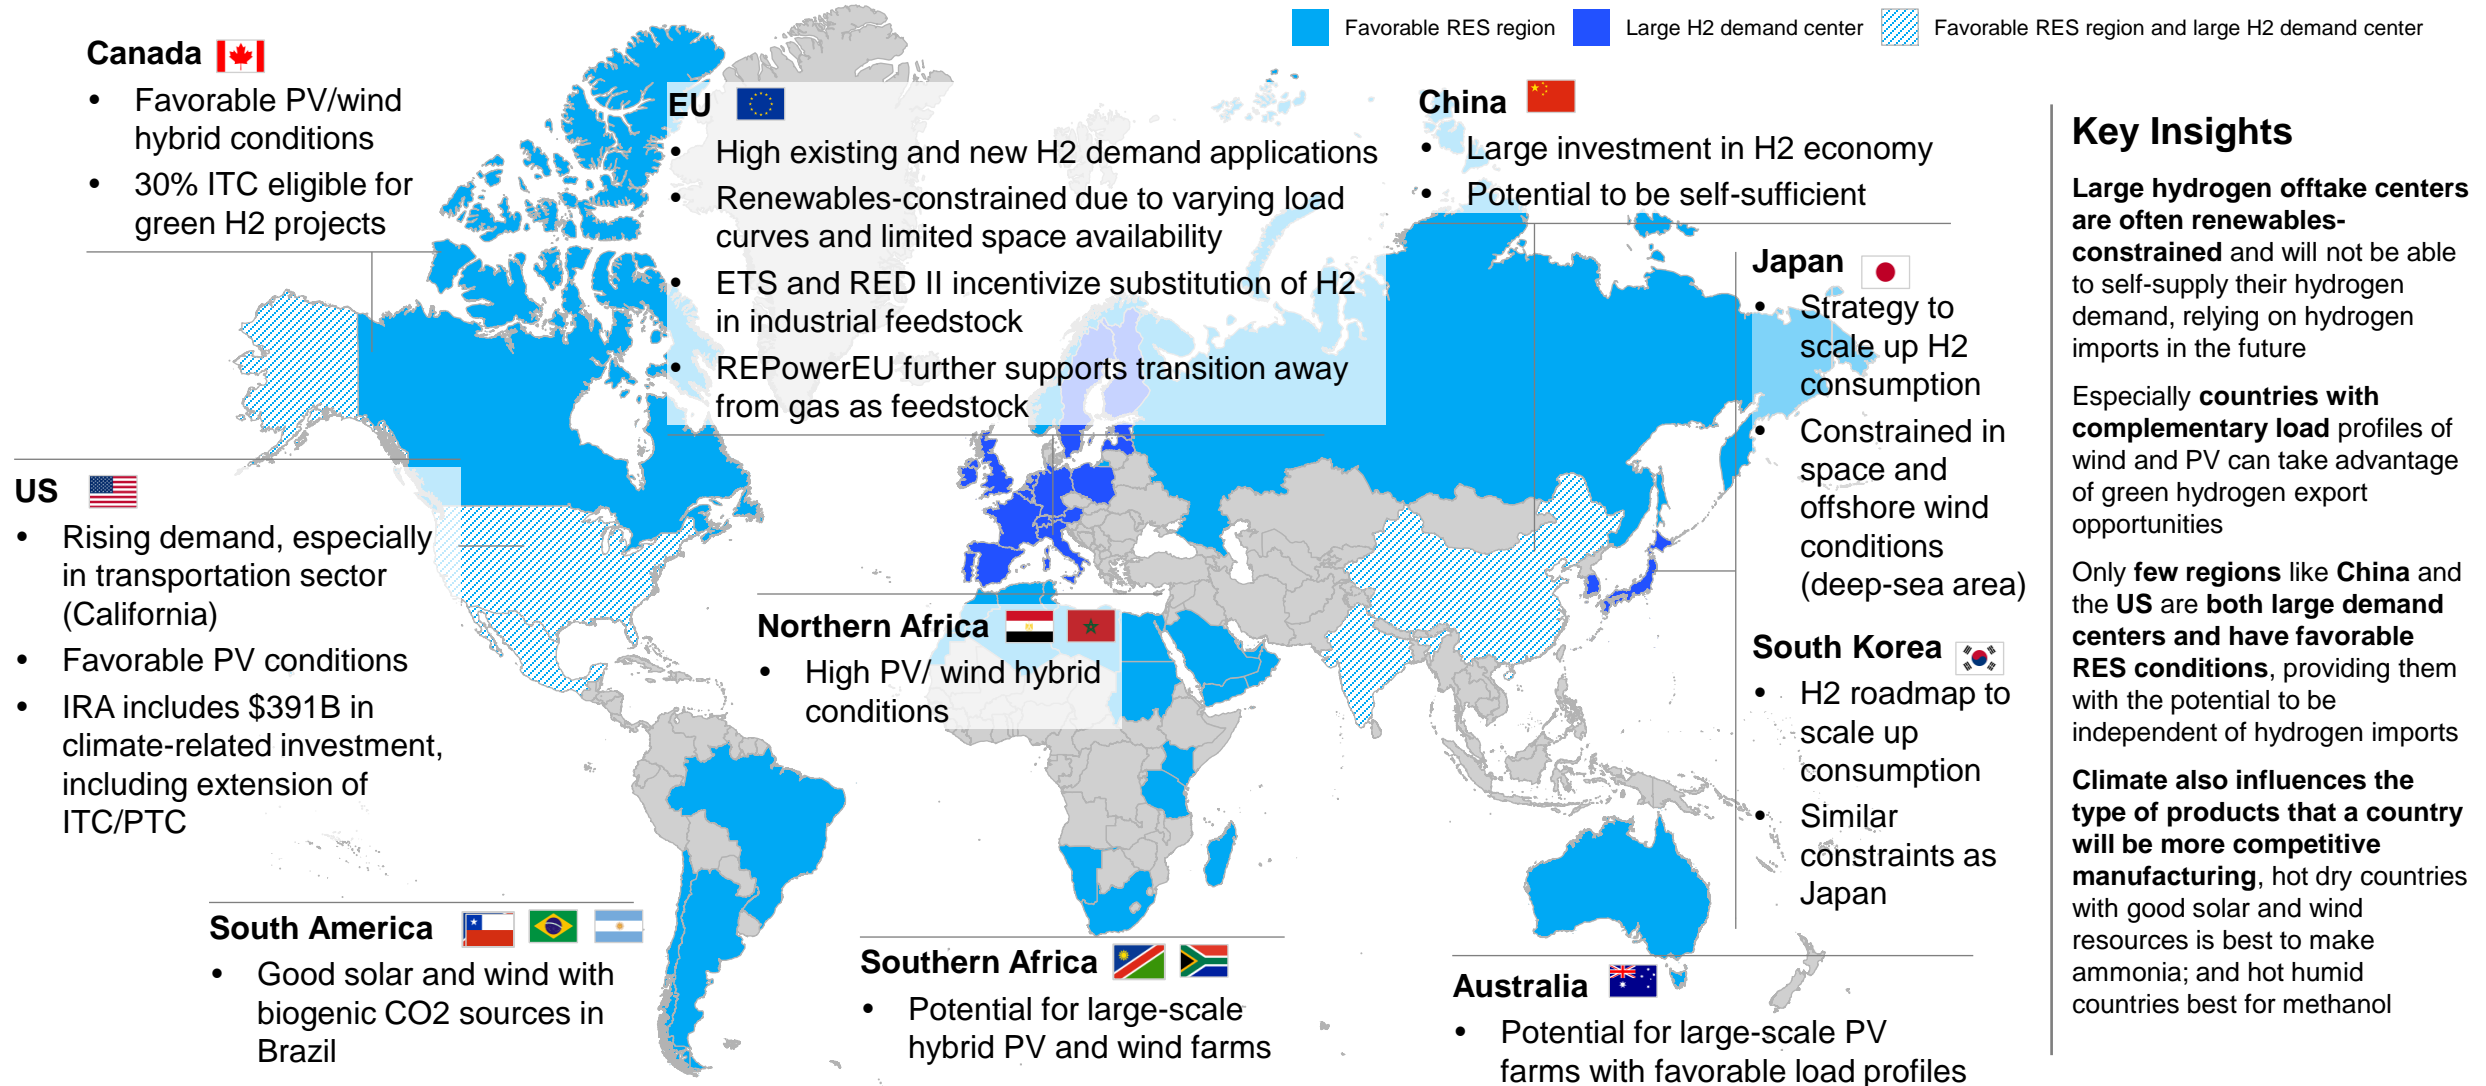 Favorable RES region
Large H2 demand center
Favorable RES region and large H2 demand center
Canada
• Favorable PV/wind
hybrid conditions
• 30% ITC eligible for
green H2 projects
EU
• High existing and new H2 demand applications
• Renewables-constrained due to varying load
curves and limited space availability
• ETS and RED II incentivize substitution of H2
in industrial feedstock
• REPowerEU further supports transition away
from gas as feedstock
China
• Large investment in H2 economy
• Potential to be self-sufficient
Japan
• Strategy to
scale up H2
consumption
• Constrained in
space and
offshore wind
conditions
(deep-sea area)
South Korea
• H2 roadmap to
scale up
consumption
• Similar
constraints as
Japan
US
• Rising demand, especially
in transportation sector
(California)
• Favorable PV conditions
• IRA includes $391B in
climate-related investment,
including extension of
ITC/PTC
Northern Africa
• High PV/ wind hybrid
conditions
South America
• Good solar and wind with
biogenic CO2 sources in
Brazil
Southern Africa
• Potential for large-scale
hybrid PV and wind farms
Australia
• Potential for large-scale PV
farms with favorable load profiles
Key Insights
Large hydrogen offtake centers
are often renewables-
constrained and will not be able
to self-supply their hydrogen
demand, relying on hydrogen
imports in the future
Especially countries with
complementary load profiles of
wind and PV can take advantage
of green hydrogen export
opportunities
Only few regions like China and
the US are both large demand
centers and have favorable
RES conditions, providing them
with the potential to be
independent of hydrogen imports
Climate also influences the
type of products that a country
will be more competitive
manufacturing, hot dry countries
with good solar and wind
resources is best to make
ammonia; and hot humid
countries best for methanol